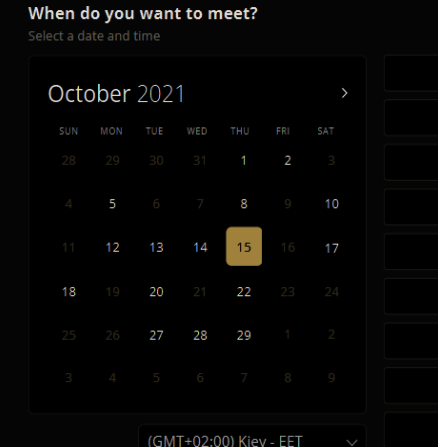 When do you want to meet?
Select a date and time
October 2021 >
SUN MON TUE WED THU FRI SAT
28 29 30 31 1 2 3
4 5 6 7 8 9 10
11 12 13 14 15 16 17
18 19 20 21 22 23 24
25 26 27 28 29 1 2
3 4 5 6 7 8 9
(GMT+02:00) Kiev - EET